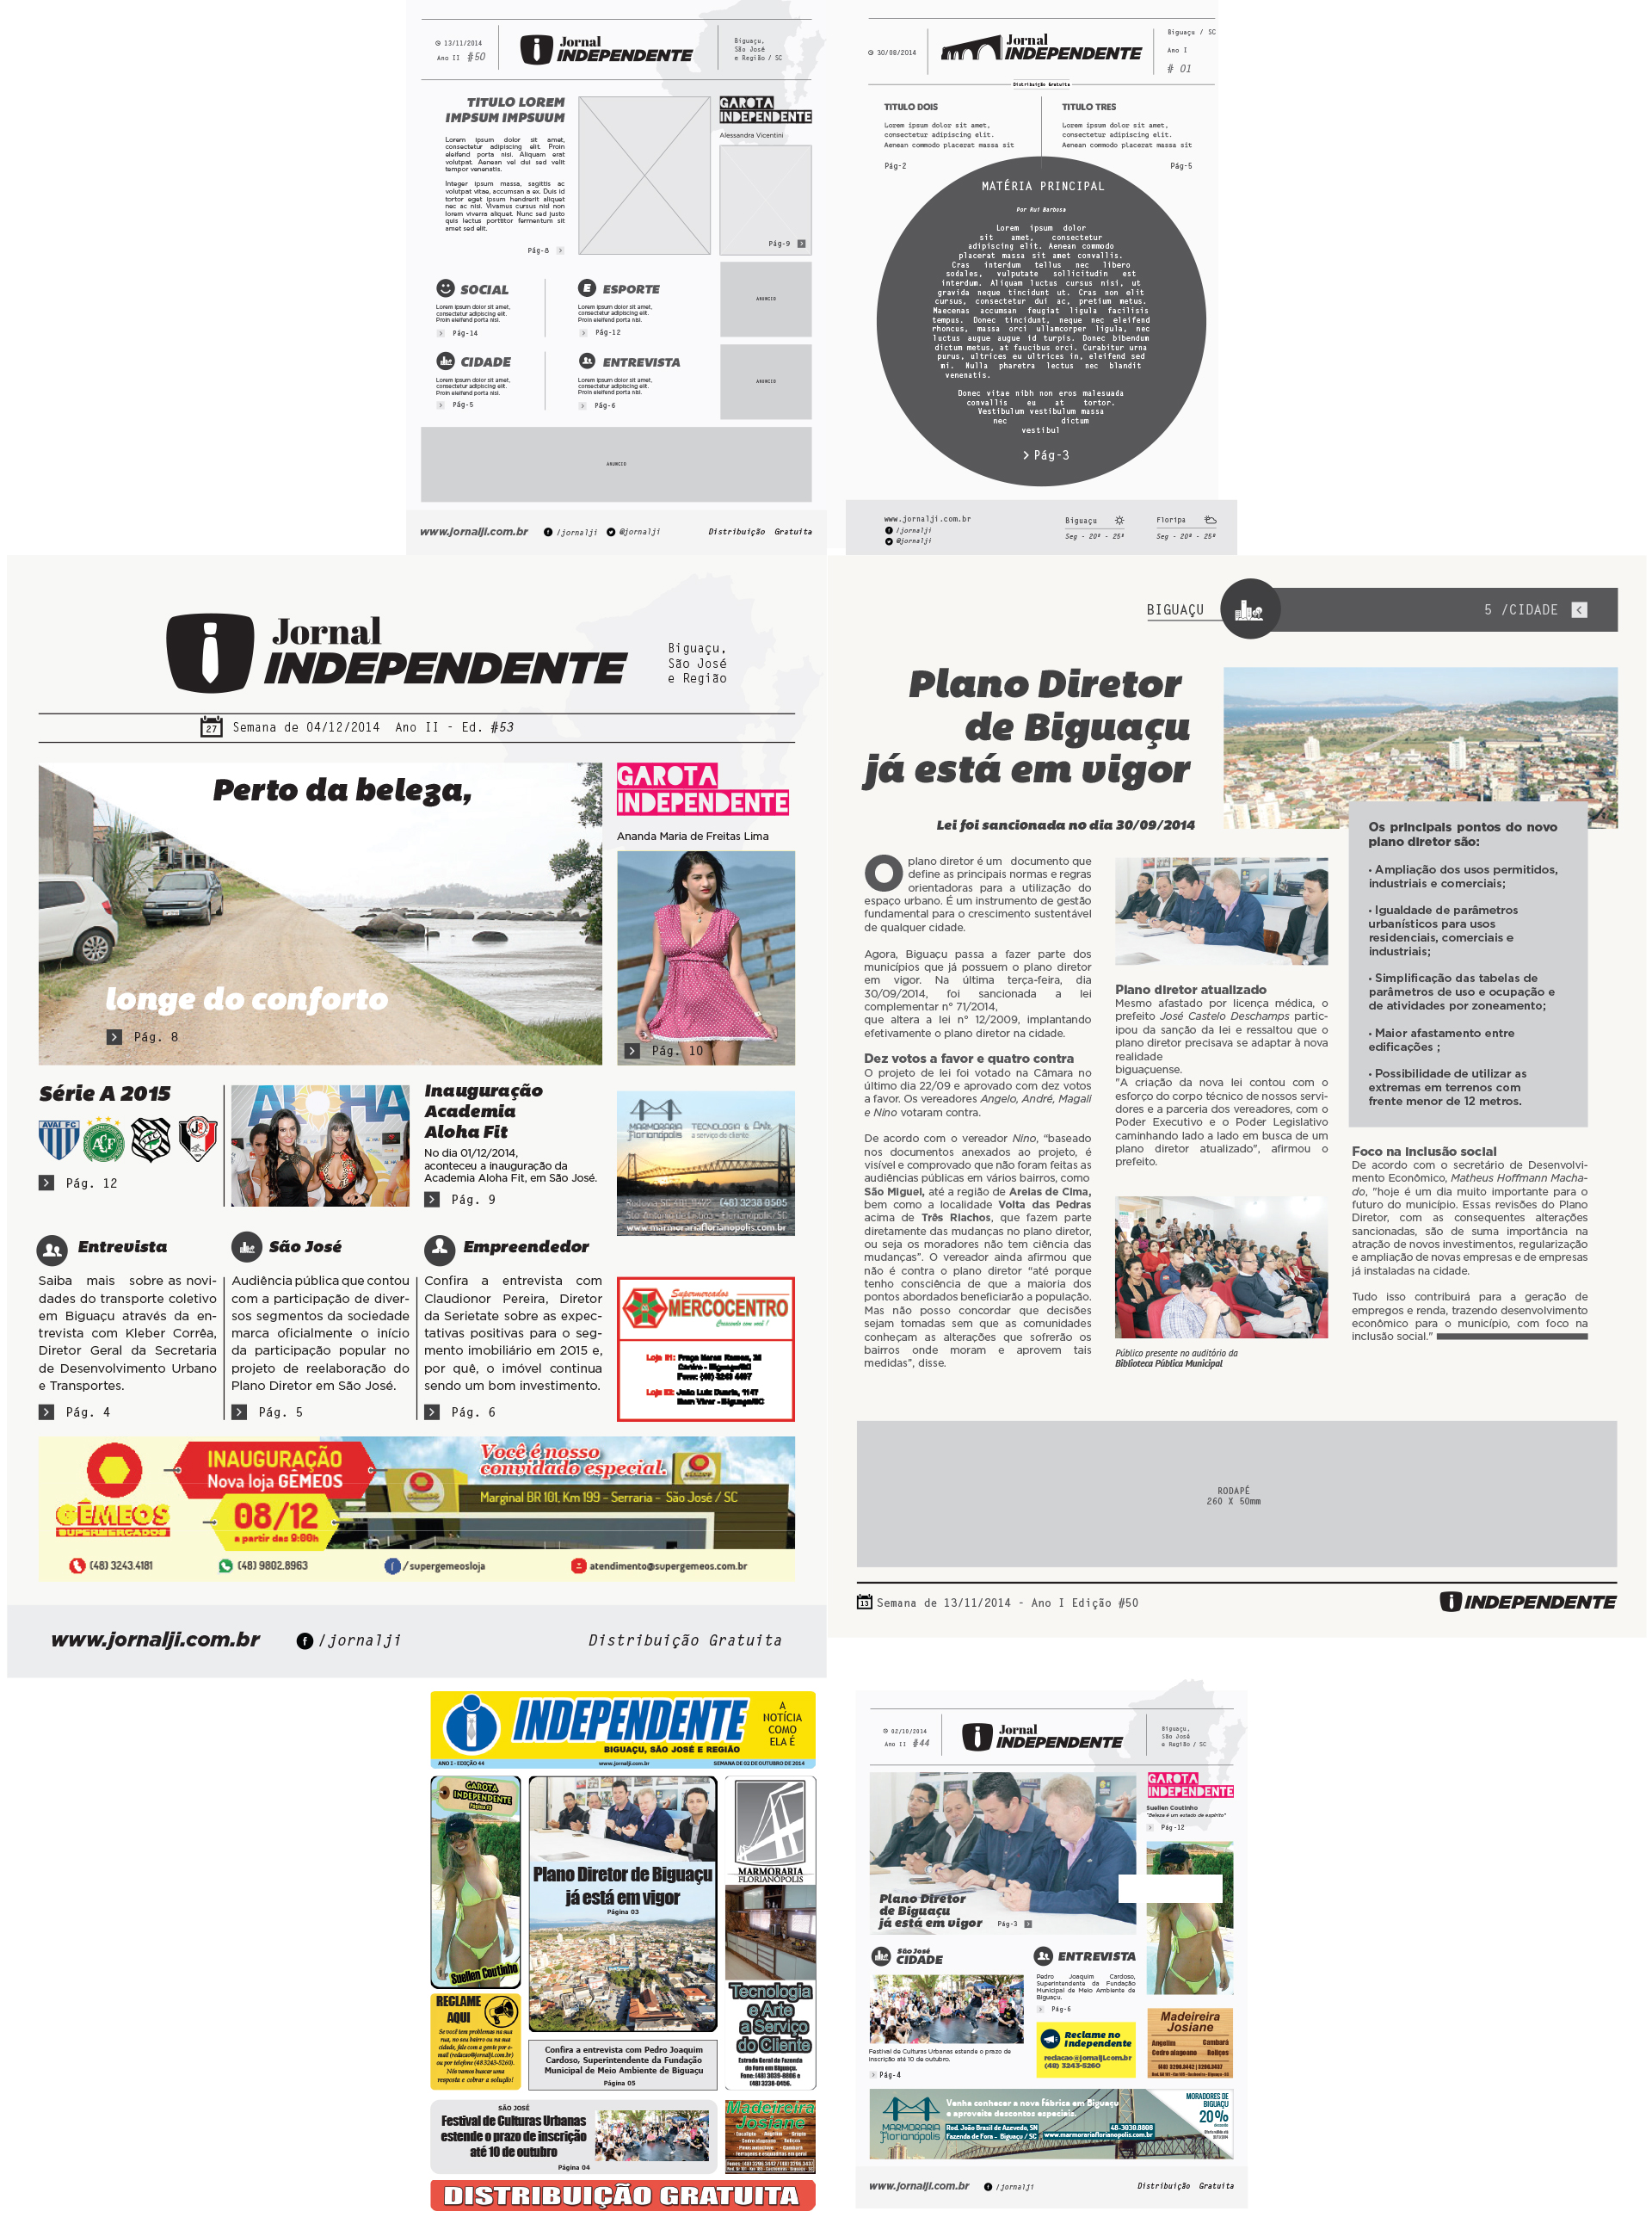 13/11/2014
Ano II #50
Jornal
INDEPENDENTE
Biguaçu,
São José
e Região / SC
TITULO LOREM
IMPSUM IMPSUUM
Lorem ipsum dolor sit amet,
consectetur adipiscing elit. Proin
eleifend porta nisi. Aliquam erat
volutpat. Aenean vel dui sed velit
tempor venenatis.
Integer ipsum massa, sagittis ac
volutpat vitae, accumsan a ex. Duis id
tortor eget ipsum hendrerit aliquet
nec ac nisi. Vivamus cursus nisl non
lorem viverra aliquet. Nunc sed justo
quis lectus porttitor fermentum sit
amet sed elit.
Pág-8
GAROTA
INDEPENDENTE
Alessandra Vicentini
Pág-9
SOCIAL
Lorem ipsum dolor sit amet,
consectetur adipiscing elit.
Proin eleifend porta nisi.
Pág-14
ESPORTE
Lorem ipsum dolor sit amet,
consectetur adipiscing elit.
Proin eleifend porta nisi.
Pág-12
CIDADE
Lorem ipsum dolor sit amet,
consectetur adipiscing elit.
Proin eleifend porta nisi.
Pág-5
ENTREVISTA
Lorem ipsum dolor sit amet,
consectetur adipiscing elit.
Proin eleifend porta nisi.
Pág-6
ANUNCIO
ANUNCIO
ANUNCIO
www.jornalji.com.br /jornalji @jornalji Distribuição Gratuita
30/08/2014
Jornal
INDEPENDENTE
Biguaçu / SC
Ano I
# 01
Distribuição Gratuita
TITULO DOIS
Lorem ipsum dolor sit amet,
consectetur adipiscing elit.
Aenean commodo placerat massa sit
Pág-2
TITULO TRES
Lorem ipsum dolor sit amet,
consectetur adipiscing elit.
Aenean commodo placerat massa sit
Pág-5
MATÉRIA PRINCIPAL
Por Rui Barbosa
Lorem ipsum dolor
sit amet, consectetur
adipiscing elit. Aenean commodo
placerat massa sit amet convallis.
Cras interdum tellus nec libero
sodales, vulputate sollicitudin est
interdum. Aliquam luctus cursus nisi, ut
gravida neque tincidunt ut. Cras non elit
cursus, consectetur dui ac, pretium metus.
Maecenas accumsan feugiat ligula facilisis
tempus. Donec tincidunt, neque nec eleifend
rhoncus, massa orci ullamcorper ligula, nec
luctus augue augue id turpis. Donec bibendum
dictum metus, at faucibus orci. Curabitur urna
purus, ultrices eu ultrices in, eleifend sed
mi. Nulla pharetra lectus nec blandit
venenatis.
Donec vitae nibh non eros malesuada
convallis eu at tortor.
Vestibulum vestibulum massa
nec dictum
vestibul
Pág-3
www.jornalji.com.br
/jornalji
@jornalji
Biguaçu
Seg - 20º - 25º
Floripa
Seg - 20º - 25º
Jornal
INDEPENDENTE
Biguaçu,
São José
e Região
27 Semana de 04/12/2014 Ano II - Ed. #53
Perto da beleza,
longe do conforto
Pág. 8
GAROTA
INDEPENDENTE
Ananda Maria de Freitas Lima
Pág. 10
Série A 2015
AVAÍ FC
Pág. 12
ALOHA
Inauguração
Academia
Aloha Fit
No dia 01/12/2014,
aconteceu a inauguração da
Academia Aloha Fit, em São José.
Pág. 9
MARMORARIA
Florianópolis
TECNOLOGIA & Arte
a serviço do cliente
(48) 3238 0505
www.marmorariaflorianopolis.com.br
Entrevista
Saiba mais sobre as novi-
dades do transporte coletivo
em Biguaçu através da en-
trevista com Kleber Corrêa,
Diretor Geral da Secretaria
de Desenvolvimento Urbano
e Transportes.
Pág. 4
São José
Audiência pública que contou
com a participação de diver-
sos segmentos da sociedade
marca oficialmente o início
da participação popular no
projeto de reelaboração do
Plano Diretor em São José.
Pág. 5
Empreendedor
Confira a entrevista com
Claudionor Pereira, Diretor
da Serietate sobre as expec-
tativas positivas para o seg-
mento imobiliário em 2015 e,
por quê, o imóvel continua
sendo um bom investimento.
Pág. 6
Supermercados
MERCOCENTRO
Crescendo com você !
Loja 01: Praça Nereu Ramos, 26
Centro - Biguaçu/SC
Fone: (48) 3243 4497
Loja 02: João Luiz Duarte, 1147
Bom Viver - Biguaçu/SC
GÊMEOS
SUPERMERCADOS
INAUGURAÇÃO
Nova loja GÊMEOS
08/12
a partir das 9:00h
Você é nosso
convidado especial.
Marginal BR 101, Km 199 - Serraria - São José / SC
(48) 3243.4181 (48) 9802.8963 /supergemeosloja atendimento@supergemeos.com.br
www.jornalji.com.br /jornalji Distribuição Gratuita
BIGUAÇU 5 /CIDADE
Plano Diretor
de Biguaçu
já está em vigor
Lei foi sancionada no dia 30/09/2014
O plano diretor é um documento que
define as principais normas e regras
orientadoras para a utilização do
espaço urbano. É um instrumento de gestão
fundamental para o crescimento sustentável
de qualquer cidade.
Agora, Biguaçu passa a fazer parte dos
municípios que já possuem o plano diretor
em vigor. Na última terça-feira, dia
30/09/2014, foi sancionada a lei
complementar nº 71/2014,
que altera a lei nº 12/2009, implantando
efetivamente o plano diretor na cidade.
Dez votos a favor e quatro contra
O projeto de lei foi votado na Câmara no
último dia 22/09 e aprovado com dez votos
a favor. Os vereadores Angelo, André, Magali
e Nino votaram contra.
De acordo com o vereador Nino, “baseado
nos documentos anexados ao projeto, é
visível e comprovado que não foram feitas as
audiências públicas em vários bairros, como
São Miguel, até a região de Areias de Cima,
bem como a localidade Volta das Pedras
acima de Três Riachos, que fazem parte
diretamente das mudanças no plano diretor,
ou seja os moradores não tem ciência das
mudanças”. O vereador ainda afirmou que
não é contra o plano diretor “até porque
tenho consciência de que a maioria dos
pontos abordados beneficiarão a população.
Mas não posso concordar que decisões
sejam tomadas sem que as comunidades
conheçam as alterações que sofrerão os
bairros onde moram e aprovem tais
medidas”, disse.
Plano diretor atualizado
Mesmo afastado por licença médica, o
prefeito José Castelo Deschamps partic-
ipou da sanção da lei e ressaltou que o
plano diretor precisava se adaptar à nova
realidade
biguaçuense.
"A criação da nova lei contou com o
esforço do corpo técnico de nossos servi-
dores e a parceria dos vereadores, com o
Poder Executivo e o Poder Legislativo
caminhando lado a lado em busca de um
plano diretor atualizado", afirmou o
prefeito.
Público presente no auditório da
Biblioteca Pública Municipal
Os principais pontos do novo
plano diretor são:
• Ampliação dos usos permitidos,
industriais e comerciais;
• Igualdade de parâmetros
urbanísticos para usos
residenciais, comerciais e
industriais;
• Simplificação das tabelas de
parâmetros de uso e ocupação e
de atividades por zoneamento;
• Maior afastamento entre
edificações ;
• Possibilidade de utilizar as
extremas em terrenos com
frente menor de 12 metros.
Foco na inclusão social
De acordo com o secretário de Desenvolvi-
mento Econômico, Matheus Hoffmann Macha-
do, "hoje é um dia muito importante para o
futuro do município. Essas revisões do Plano
Diretor, com as consequentes alterações
sancionadas, são de suma importância na
atração de novos investimentos, regularização
e ampliação de novas empresas e de empresas
já instaladas na cidade.
Tudo isso contribuirá para a geração de
empregos e renda, trazendo desenvolvimento
econômico para o município, com foco na
inclusão social."
RODAPÉ
260 X 50mm
13 Semana de 13/11/2014 - Ano I Edição #50
INDEPENDENTE
INDEPENDENTE
BIGUAÇU, SÃO JOSÉ E REGIÃO
A
NOTÍCIA
COMO
ELA É
ANO I - EDIÇÃO 44 www.jornalji.com.br SEMANA DE 02 DE OUTUBRO DE 2014
GAROTA
INDEPENDENTE
Suellen Coutinho
Plano Diretor de Biguaçu
já está em vigor
Página 03
MARMORARIA
FLORIANÓPOLIS
Tecnologia
e Arte
a Serviço
do Cliente
Estrada Geral da Fazenda
de Fora em Biguaçu.
Fone: (48) 3039-8806 e
(48) 3238-0456.
RECLAME
AQUI
Se você tem problemas na sua
rua, no seu bairro ou na sua
cidade, fale com a gente por e-
mail (redacao@jornalji.com.br)
ou por telefone (48 3243-5260).
Nós vamos buscar uma
resposta e cobrar a solução!
Confira a entrevista com Pedro Joaquim
Cardoso, Superintendente da Fundação
Municipal de Meio Ambiente de Biguaçu
Página 05
SÃO JOSÉ
Festival de Culturas Urbanas
estende o prazo de inscrição
até 10 de outubro
Página 04
Madeireira
Josiane
DISTRIBUIÇÃO GRATUITA
02/10/2014
Ano II #44
Jornal
INDEPENDENTE
Biguaçu,
São José
e Região / SC
Plano Diretor
de Biguaçu
já está em vigor Pág-3
GAROTA
INDEPENDENTE
Suellen Coutinho
"Beleza é um estado de espírito"
Pág-12
São José
CIDADE
Festival de Culturas Urbanas estende o prazo de
inscrição até 10 de outubro.
Pág-4
ENTREVISTA
Pedro Joaquim Cardoso,
Superintendente da Fundação
Municipal de Meio Ambiente de
Biguaçu.
Pág-6
Reclame no
Independente
redacao@jornalji.com.br
(48) 3243-5260
Madeireira
Josiane
Angelim Cambará
Cedro alagoano
MARMORARIA
Florianópolis
Venha conhecer a nova fábrica em Biguaçu
e aproveite descontos especiais.
Rod. João Brasil de Azevedo, SN
Fazenda de Fora - Biguaçu / SC
48-3039.8806
www.marmorariaflorianopolis.com.br
MORADORES DE
BIGUAÇU
20%
desconto
www.jornalji.com.br /jornalji Distribuição Gratuita